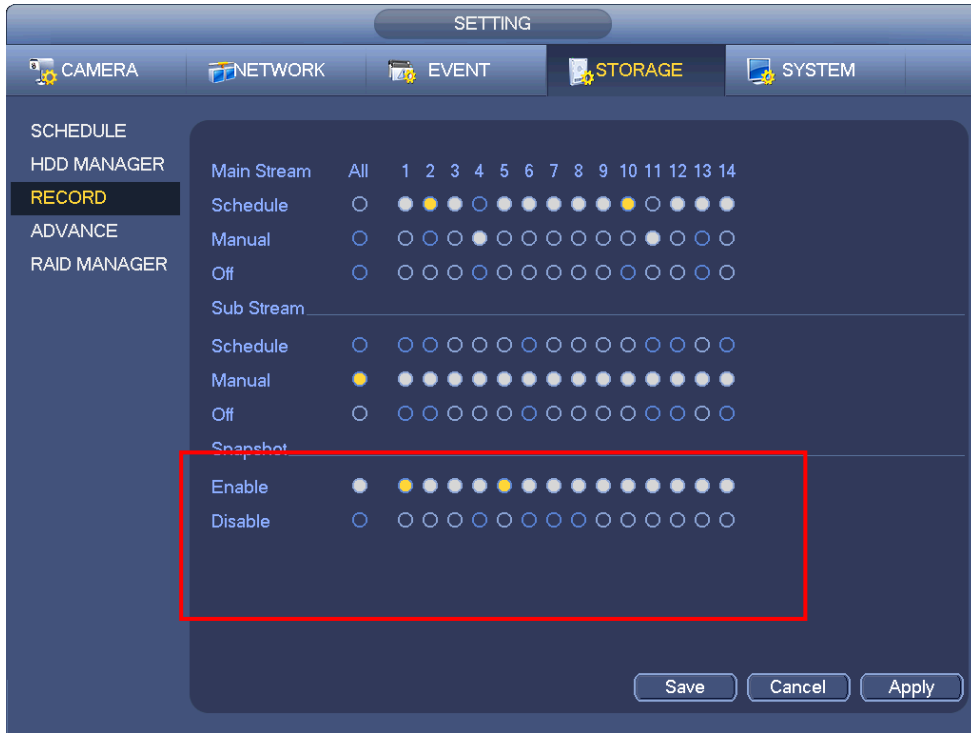 SETTING
CAMERA NETWORK EVENT STORAGE SYSTEM
SCHEDULE
HDD MANAGER
RECORD
ADVANCE
RAID MANAGER
Main Stream All 1 2 3 4 5 6 7 8 9 10 11 12 13 14
Schedule
Manual
Off
Sub Stream
Schedule
Manual
Off
Snapshot
Enable
Disable
Save Cancel Apply